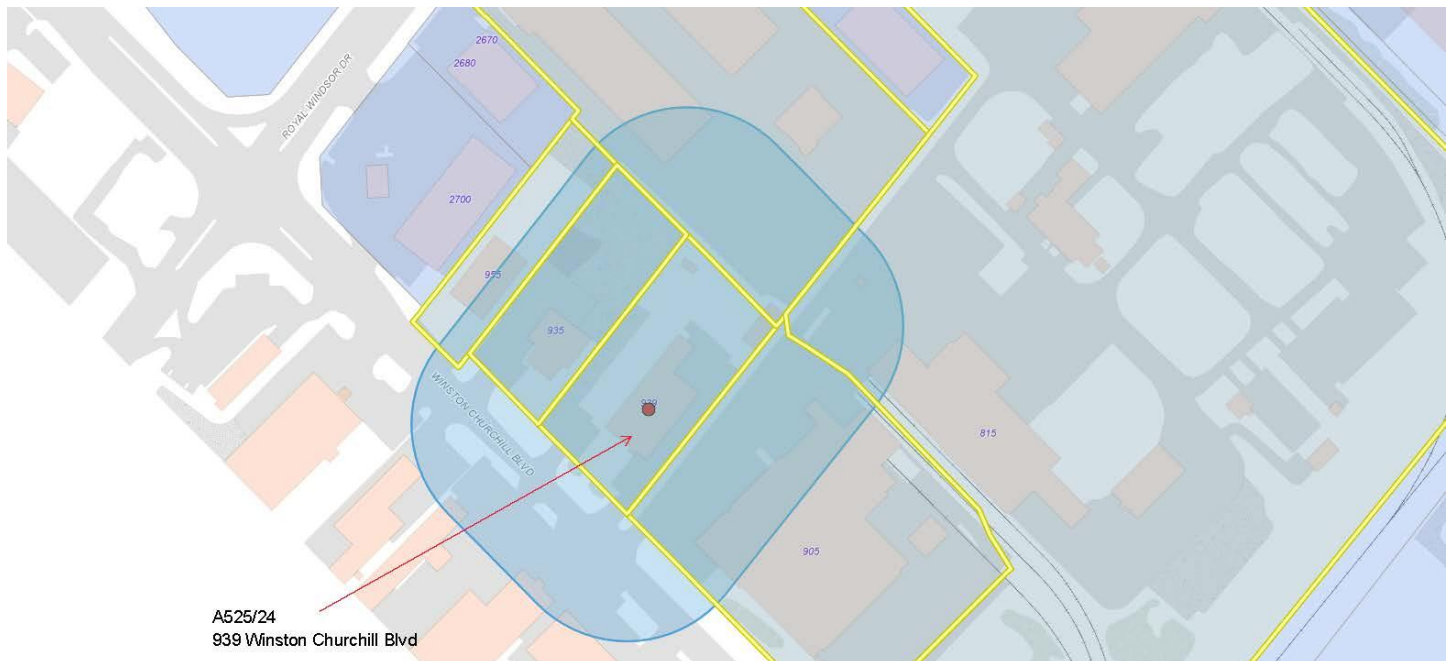 2670
2680
ROYAL WINDSOR DR
2700
955
935
939
WINSTON CHURCHILL BLVD
815
905
A525/24
939 Winston Churchill Blvd